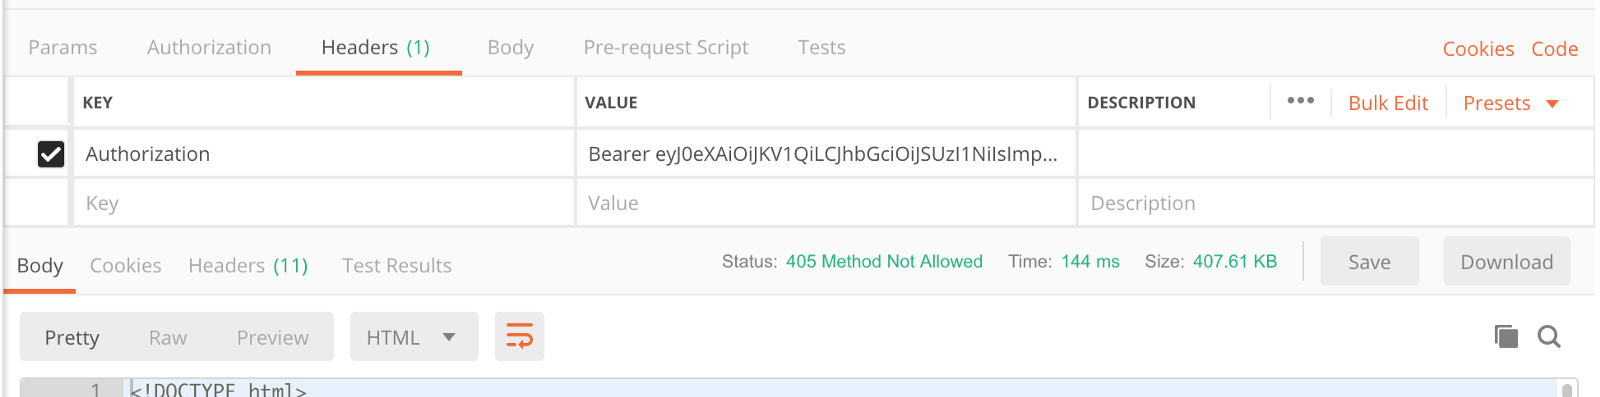 Params Authorization Headers (1) Body Pre-request Script Tests Cookies Code
KEY VALUE DESCRIPTION ••• Bulk Edit Presets
Authorization Bearer eyJ0eXAiOiJKV1QiLCJhbGciOiJSUzI1NiIsImp...
Key Value Description
Body Cookies Headers (11) Test Results Status: 405 Method Not Allowed Time: 144 ms Size: 407.61 KB Save Download
Pretty Raw Preview HTML
1 <!DOCTYPE html>